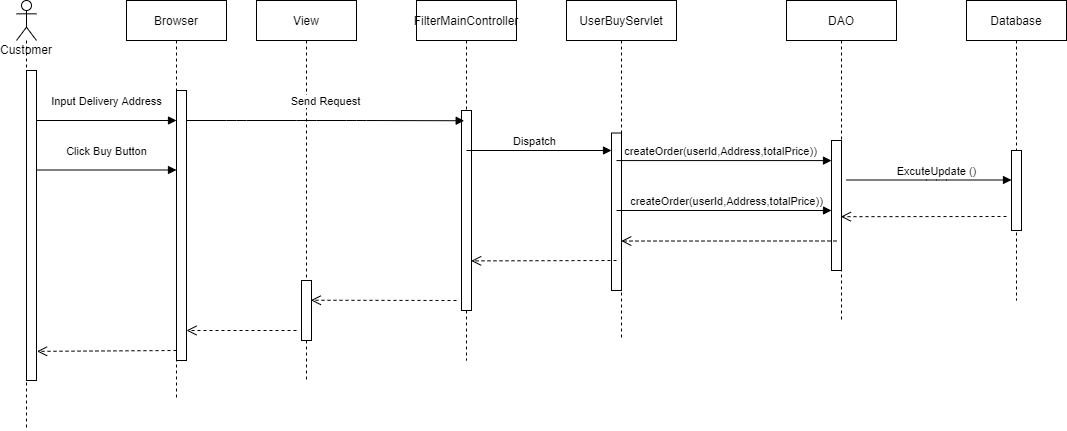 Customer
Browser
View
FilterMainController
UserBuyServlet
DAO
Database
Input Delivery Address
Send Request
Click Buy Button
Dispatch
createOrder(userId,Address,totalPrice))
ExcuteUpdate ()
createOrder(userId,Address,totalPrice))